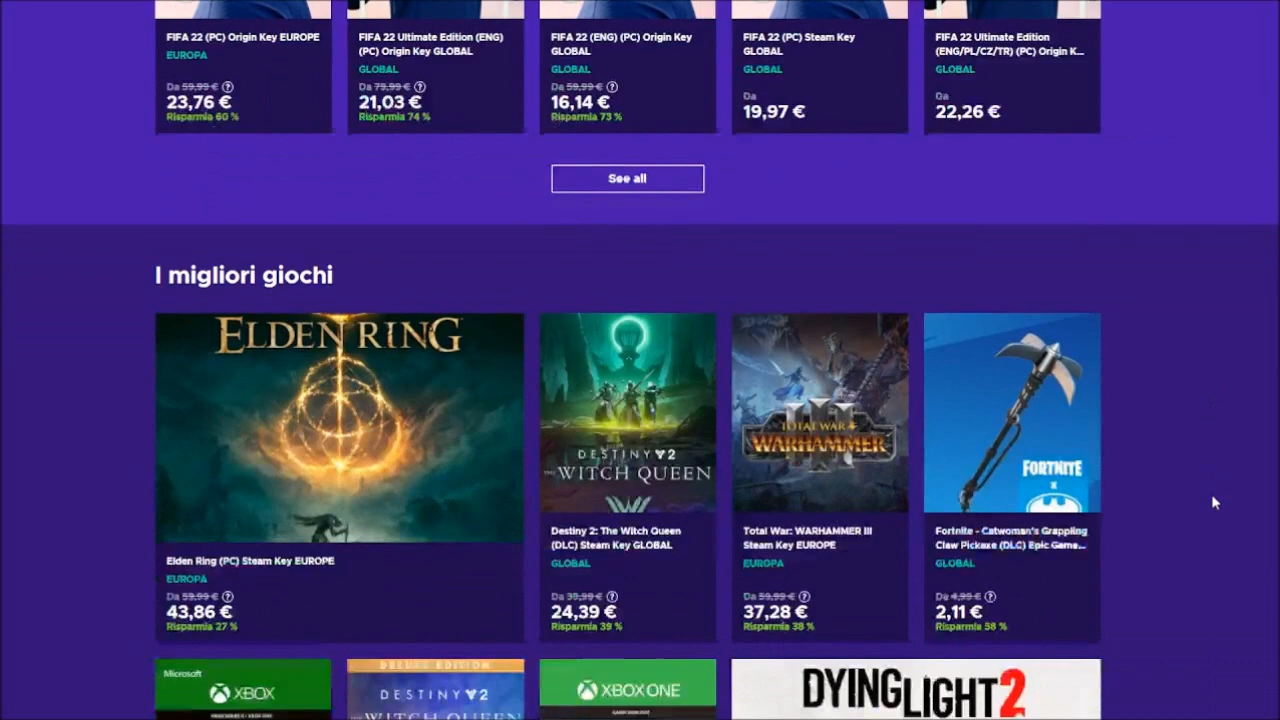 FIFA 22 (PC) Origin Key EUROPE
EUROPA
Da 59,99 €
23,76 €
Risparmia 60 %
FIFA 22 Ultimate Edition (ENG)
(PC) Origin Key GLOBAL
GLOBAL
Da 79,99 €
21,03 €
Risparmia 74 %
FIFA 22 (ENG) (PC) Origin Key
GLOBAL
GLOBAL
Da 59,99 €
16,14 €
Risparmia 73 %
FIFA 22 (PC) Steam Key
GLOBAL
GLOBAL
Da
19,97 €
FIFA 22 Ultimate Edition
(ENG/PL/CZ/TR) (PC) Origin K...
GLOBAL
Da
22,26 €
See all
I migliori giochi
ELDEN RING
Elden Ring (PC) Steam Key EUROPE
EUROPA
Da 59,99 €
43,86 €
Risparmia 27 %
DESTINY 2
THE WITCH QUEEN
Destiny 2: The Witch Queen
(DLC) Steam Key GLOBAL
GLOBAL
Da 39,99 €
24,39 €
Risparmia 39 %
TOTAL WAR
WARHAMMER
III
Total War: WARHAMMER III
Steam Key EUROPE
EUROPA
Da 59,99 €
37,28 €
Risparmia 38 %
FORTNITE
X
Fortnite - Catwoman's Grappling
Claw Pickaxe (DLC) Epic Game...
GLOBAL
Da 4,99 €
2,11 €
Risparmia 58 %
Microsoft
XBOX
DELUXE EDITION
DESTINY 2
THE WITCH QUEEN
XBOX ONE
DYING LIGHT 2